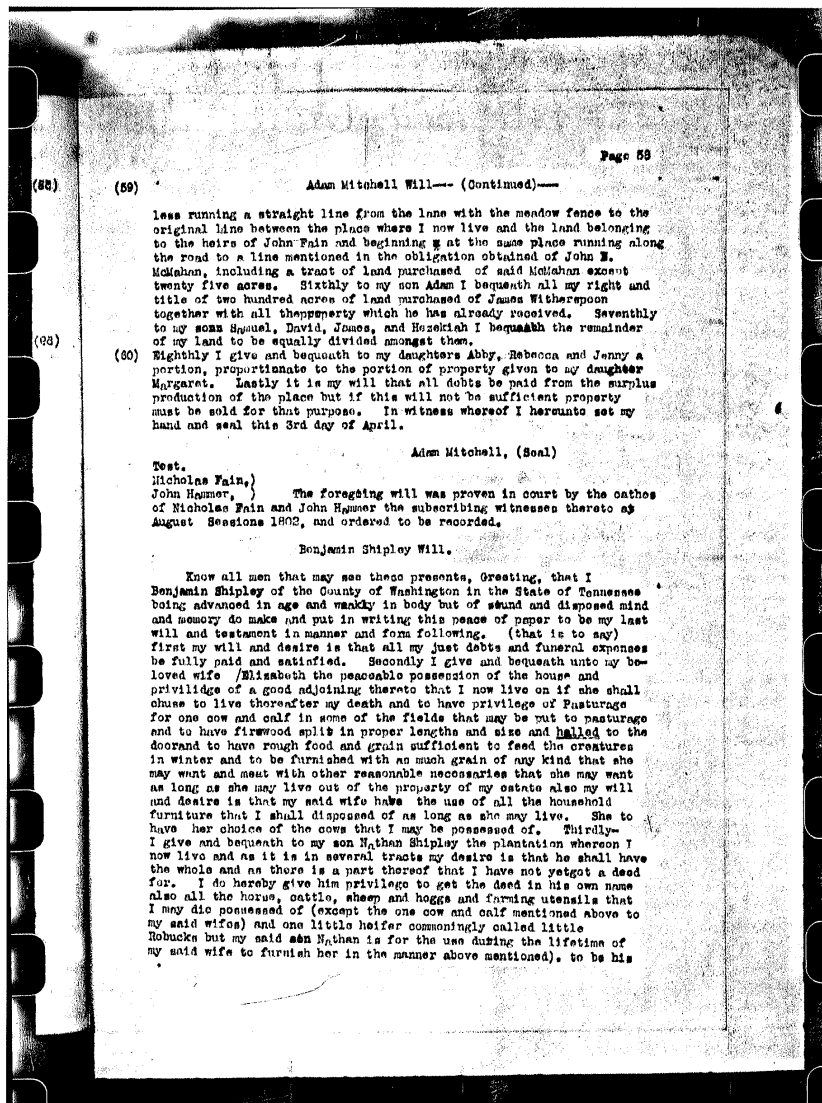 Page 58
(58) (59) Adam Mitchell Will--- (Continued)---
less running a straight line from the lane with the meadow fence to the
original line between the place where I now live and the land belonging
to the heirs of John Fain and beginning at the same place running along
the road to a line mentioned in the obligation obtained of John
McMahan, including a tract of land purchased of said McMahan except
twenty five acres. Sixthly to my son Adam I bequeath all my right and
title of two hundred acres of land purchased of James Witherspoon
together with all theppoperty which he has already received. Seventhly
to my sons Samuel, David, James, and Hezekiah I bequeath the remainder
of my land to be equally divided amongst them.
(60) Eighthly I give and bequeath to my daughters Abby, Rebecca and Jenny a
portion, proportionate to the portion of property given to my daughter
Margaret. Lastly it is my will that all debts be paid from the surplus
production of the place but if this will not be sufficient property
must be sold for that purpose. In witness whereof I hereunto set my
hand and seal this 3rd day of April.
Adam Mitchell, (Seal)
Test.
Nicholas Fain,)
John Hammer, ) The foregoing will was proven in court by the oathes
of Nicholas Fain and John Hammer the subscribing witnesses thereto at
August Sessions 1802, and ordered to be recorded.
Benjamin Shipley Will.
Know all men that may see these presents, Greeting, that I
Benjamin Shipley of the County of Washington in the State of Tennessee
being advanced in age and weakly in body but of sound and disposed mind
and memory do make and put in writing this peace of paper to be my last
will and testament in manner and form following. (that is to say)
first my will and desire is that all my just debts and funeral expenses
be fully paid and satisfied. Secondly I give and bequeath unto my be-
loved wife /Elizabeth the peaceable possession of the house and
privilidge of a good adjoining thereto that I now live on if she shall
chuse to live thereafter my death and to have privilege of Pasturage
for one cow and calf in some of the fields that may be put to pasturage
and to have firewood split in proper lengths and size and halled to the
doorand to have rough food and grain sufficient to feed the creatures
in winter and to be furnished with as much grain of any kind that she
may want and meat with other reasonable necessaries that she may want
as long as she may live out of the property of my estate also my will
and desire is that my said wife have the use of all the household
furniture that I shall dispossed of as long as she may live. She to
have her choice of the cows that I may be possessed of. Thirdly-
I give and bequeath to my son Nathan Shipley the plantation whereon I
now live and as it is in several tracts my desire is that he shall have
the whole and as there is a part thereof that I have not yetgot a deed
for. I do hereby give him privilege to get the deed in his own name
also all the horse, cattle, sheep and hoggs and farming utensils that
I may die possessed of (except the one cow and calf mentioned above to
my said wifes) and one little heifer commoningly called little
Robucks but my said son Nathan is for the use during the lifetime of
my said wife to furnish her in the manner above mentioned). to be his